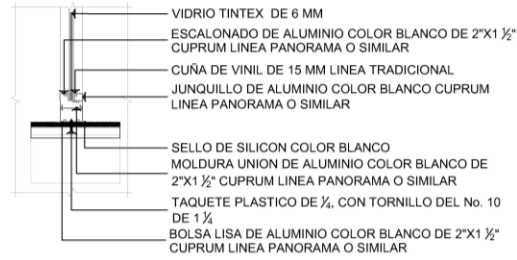 VIDRIO TINTEX DE 6 MM
ESCALONADO DE ALUMINIO COLOR BLANCO DE 2"X1 ½"
CUPRUM LINEA PANORAMA O SIMILAR
CUÑA DE VINIL DE 15 MM LINEA TRADICIONAL
JUNQUILLO DE ALUMINIO COLOR BLANCO CUPRUM
LINEA PANORAMA O SIMILAR
SELLO DE SILICON COLOR BLANCO
MOLDURA UNION DE ALUMINIO COLOR BLANCO DE
2"X1 ½" CUPRUM LINEA PANORAMA O SIMILAR
TAQUETE PLASTICO DE ¼, CON TORNILLO DEL No. 10
DE 1 ¼
BOLSA LISA DE ALUMINIO COLOR BLANCO DE 2"X1 ½"
CUPRUM LINEA PANORAMA O SIMILAR